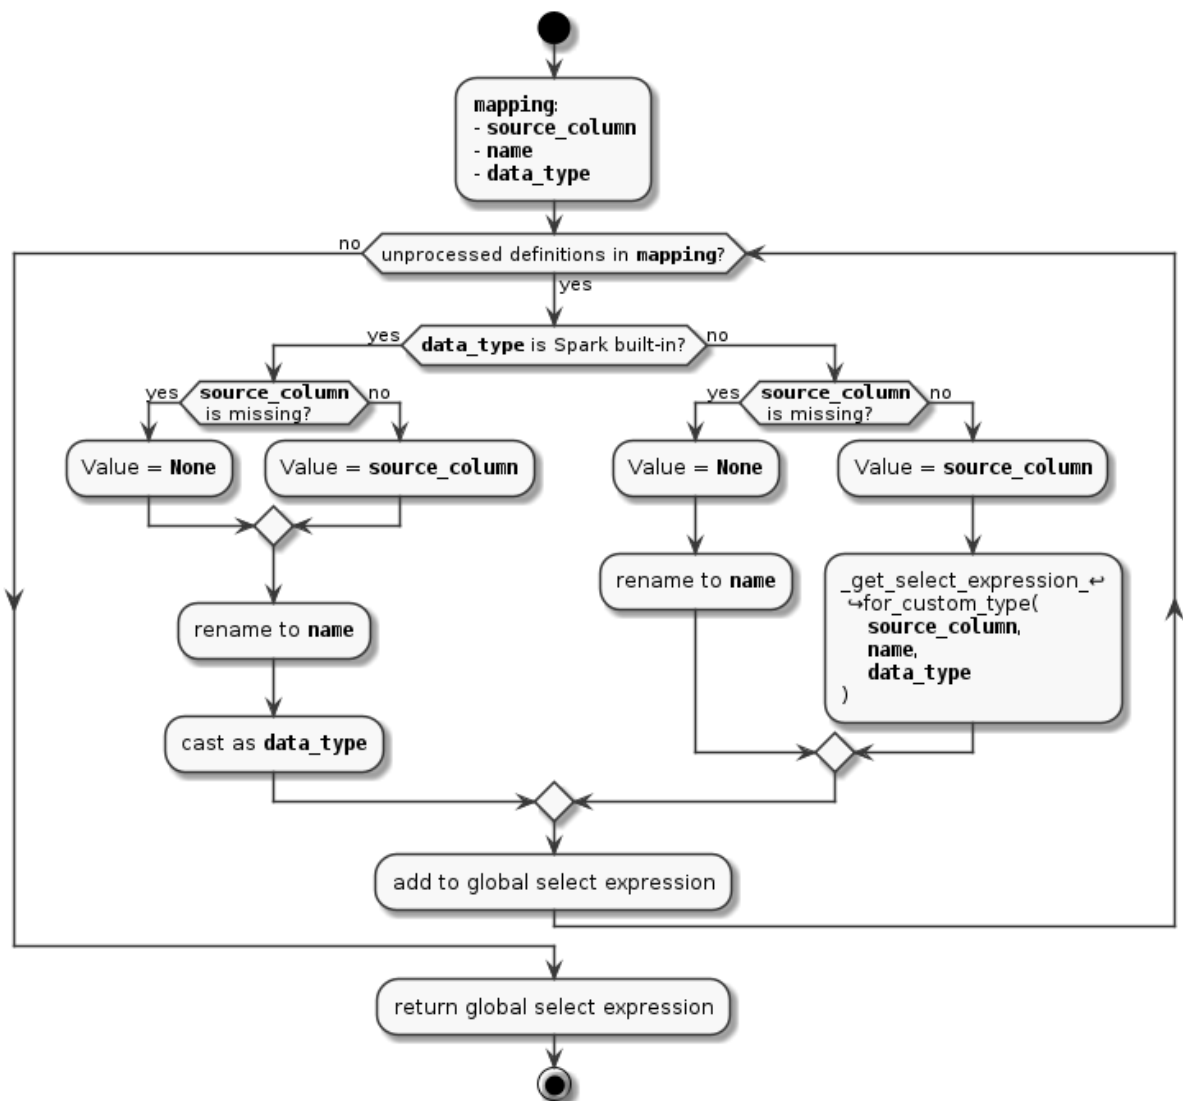 mapping:
- source_column
- name
- data_type
no
unprocessed definitions in mapping?
yes
yes
data_type is Spark built-in?
no
yes
source_column
is missing?
no
yes
source_column
is missing?
no
Value = None
Value = source_column
Value = None
Value = source_column
rename to name
cast as data_type
rename to name
_get_select_expression_↩
↪for_custom_type(
source_column,
name,
data_type
)
add to global select expression
return global select expression